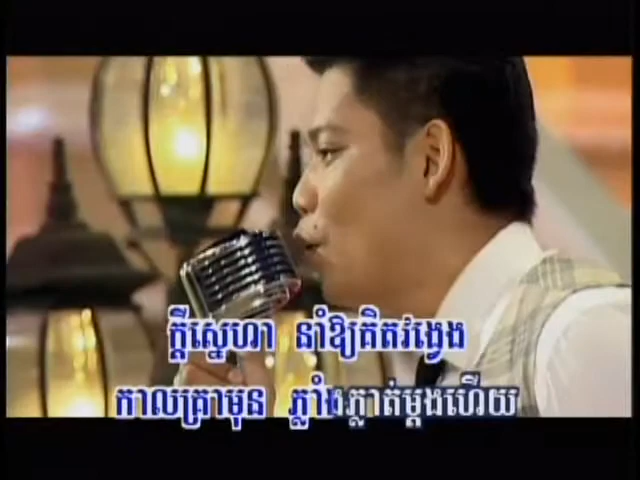 ក្ដីស្នេហា នាំឱ្យគិតវង្វេង
កាលគ្រាមុន ភ្លាំងភ្លាត់ម្ដងហើយ